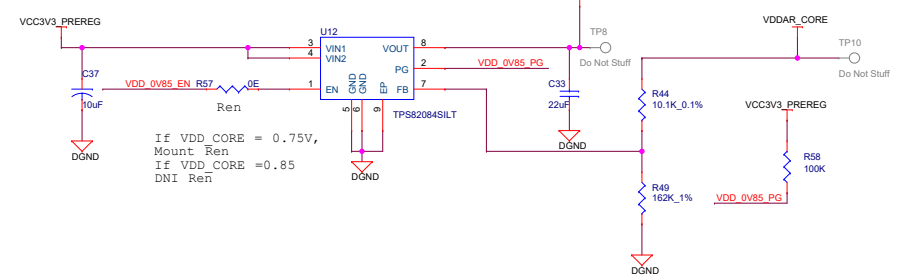 VCC3V3_PREREG
U12
3
4
VIN1
VIN2
VOUT
8
TP8
Do Not Stuff
VDDAR_CORE
TP10
Do Not Stuff
C37
10uF
VDD_0V85_EN
R57
0E
Ren
1
EN
GND
GND
EP
PG
2
VDD_0V85_PG
FB
7
5
6
9
TPS82084SILT
C33
22uF
R44
10.1K_0.1%
VCC3V3_PREREG
R58
100K
DGND
DGND
DGND
If VDD_CORE = 0.75V,
Mount Ren
If VDD_CORE =0.85
DNI Ren
R49
162K_1%
VDD_0V85_PG
DGND